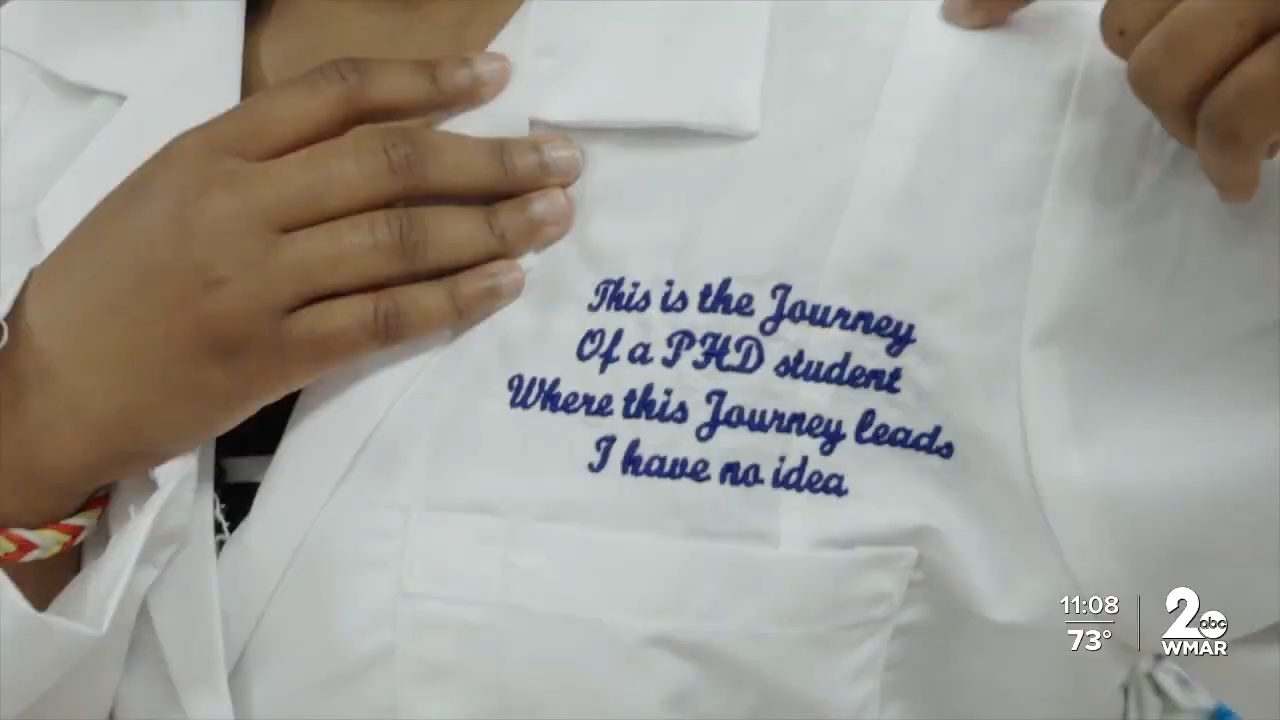 This is the Journey
Of a PHD student
Where this Journey leads
I have no idea
11:08
73°
2 abc
WMAR